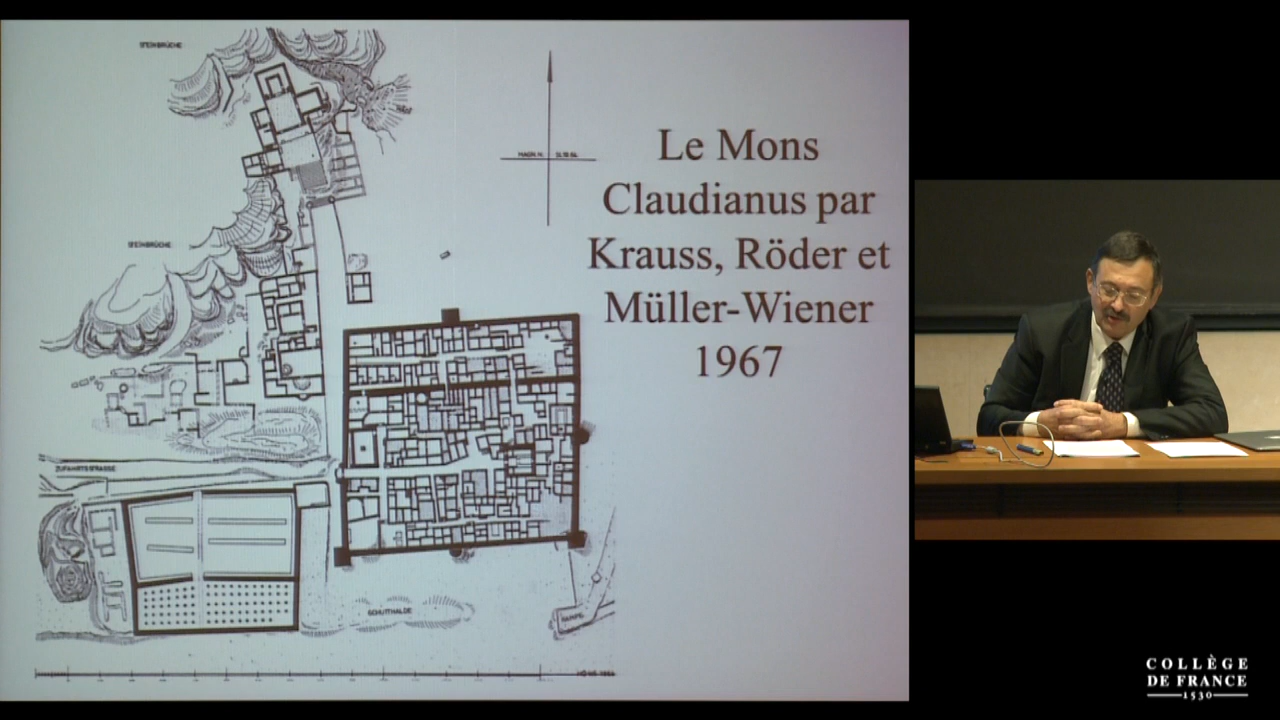 STEINBRÜCHE
MAGN. N.
Le Mons
Claudianus par
Krauss, Röder et
Müller-Wiener
1967
STEINBRÜCHE
ZUFAHRTSSTRASSE
SCHUTTHALDE
RAMPE
COLLÈGE
DE FRANCE
1530